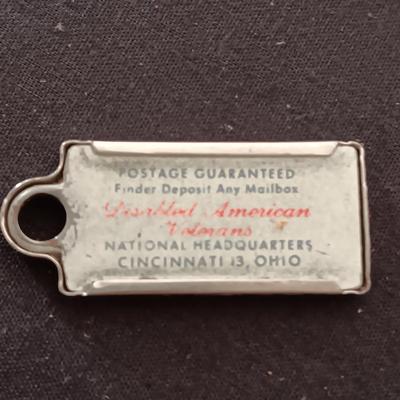 POSTAGE GUARANTEED
Finder Deposit Any Mailbox
Disabled American
Veterans
NATIONAL HEADQUARTERS
CINCINNATI 13, OHIO